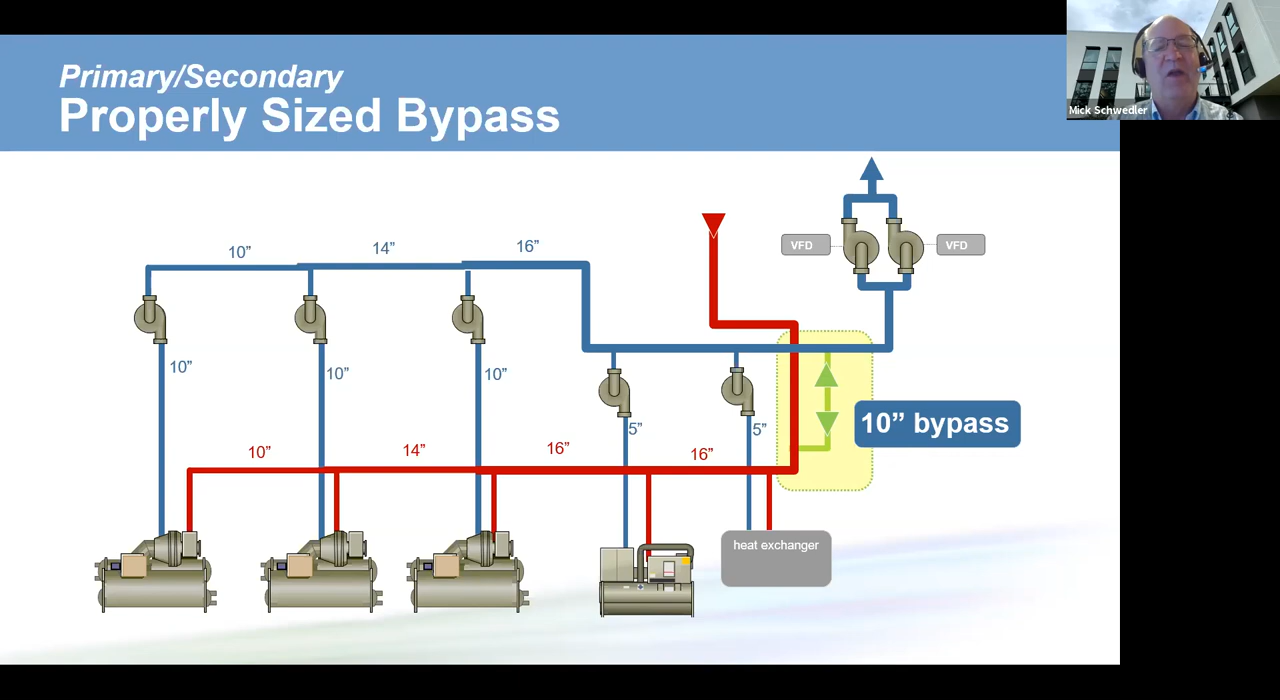 Primary/Secondary
Properly Sized Bypass
Mick Schwedler
VFD
VFD
10”
14”
16”
10”
10”
10”
5”
5”
10” bypass
10”
14”
16”
16”
heat exchanger